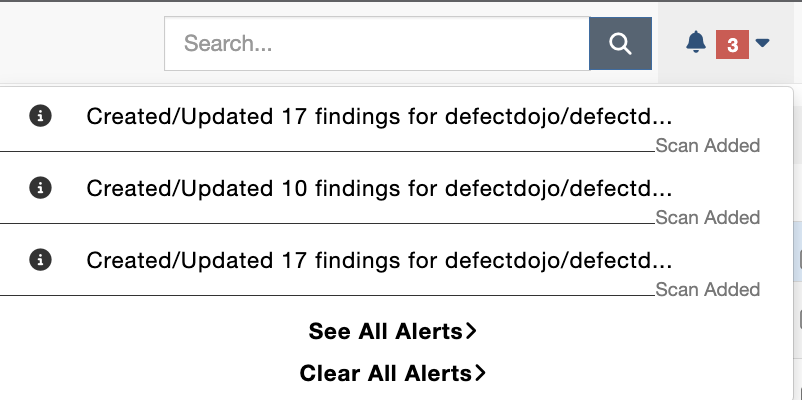 Search...
3
Created/Updated 17 findings for defectdojo/defectd...
Scan Added
Created/Updated 10 findings for defectdojo/defectd...
Scan Added
Created/Updated 17 findings for defectdojo/defectd...
Scan Added
See All Alerts
Clear All Alerts